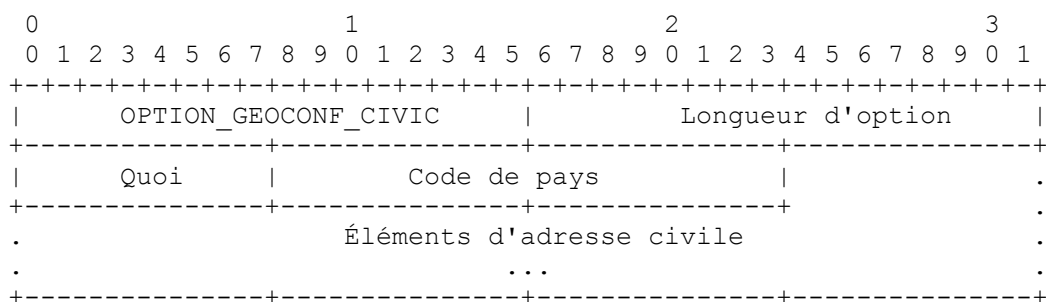 0                   1                   2                   3
 0 1 2 3 4 5 6 7 8 9 0 1 2 3 4 5 6 7 8 9 0 1 2 3 4 5 6 7 8 9 0 1
+-+-+-+-+-+-+-+-+-+-+-+-+-+-+-+-+-+-+-+-+-+-+-+-+-+-+-+-+-+-+-+-+
|      OPTION_GEOCONF_CIVIC     |         Longueur d'option     |
+---------------+---------------+---------------+---------------+
|      Quoi     |        Code de pays           |               .
+---------------+---------------+---------------+               .
.                    Éléments d'adresse civile                  .
.                              ...                              .
+---------------+---------------+---------------+---------------+